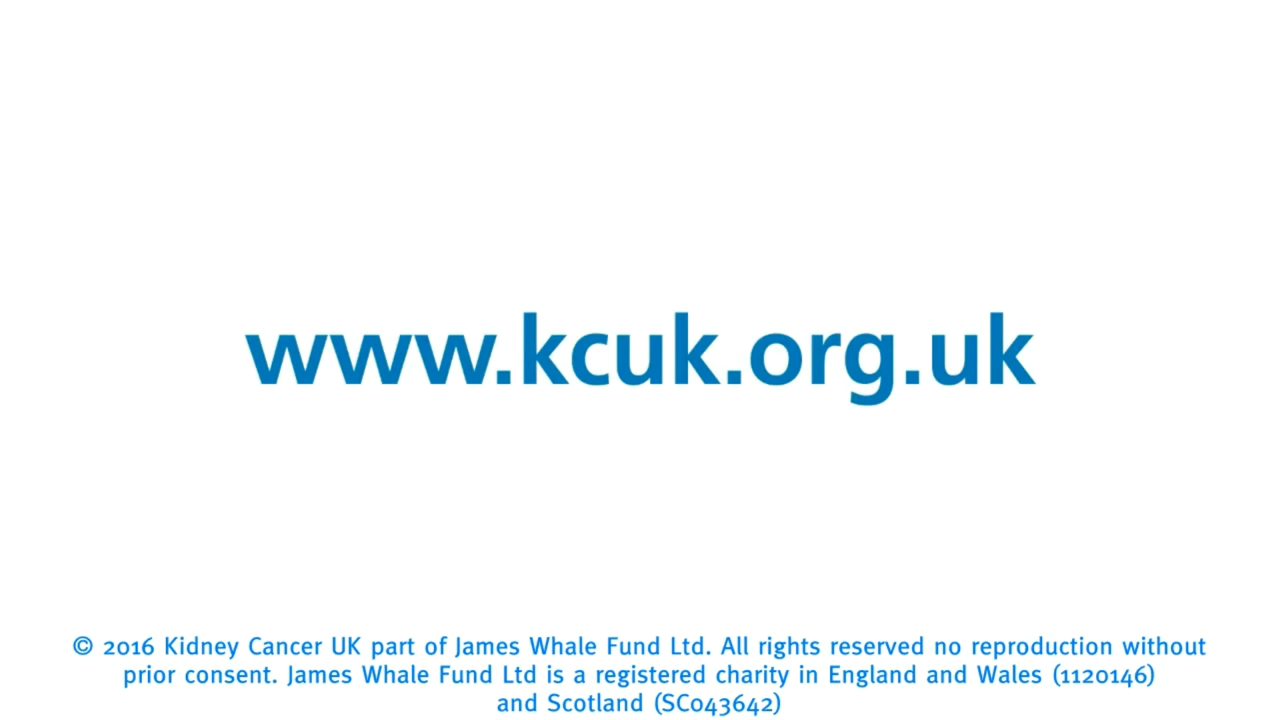 www.kcuk.org.uk
© 2016 Kidney Cancer UK part of James Whale Fund Ltd. All rights reserved no reproduction without
prior consent. James Whale Fund Ltd is a registered charity in England and Wales (1120146)
and Scotland (SC043642)